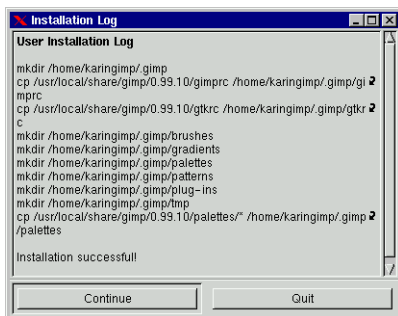 Installation Log
User Installation Log
mkdir /home/karingimp/.gimp
cp /usr/local/share/gimp/0.99.10/gimprc /home/karingimp/.gimp/gi
mprc
cp /usr/local/share/gimp/0.99.10/gtkrc /home/karingimp/.gimp/gtkr
c
mkdir /home/karingimp/.gimp/brushes
mkdir /home/karingimp/.gimp/gradients
mkdir /home/karingimp/.gimp/palettes
mkdir /home/karingimp/.gimp/patterns
mkdir /home/karingimp/.gimp/plug-ins
mkdir /home/karingimp/.gimp/tmp
cp /usr/local/share/gimp/0.99.10/palettes/* /home/karingimp/.gimp
/palettes
Installation successful!
Continue
Quit